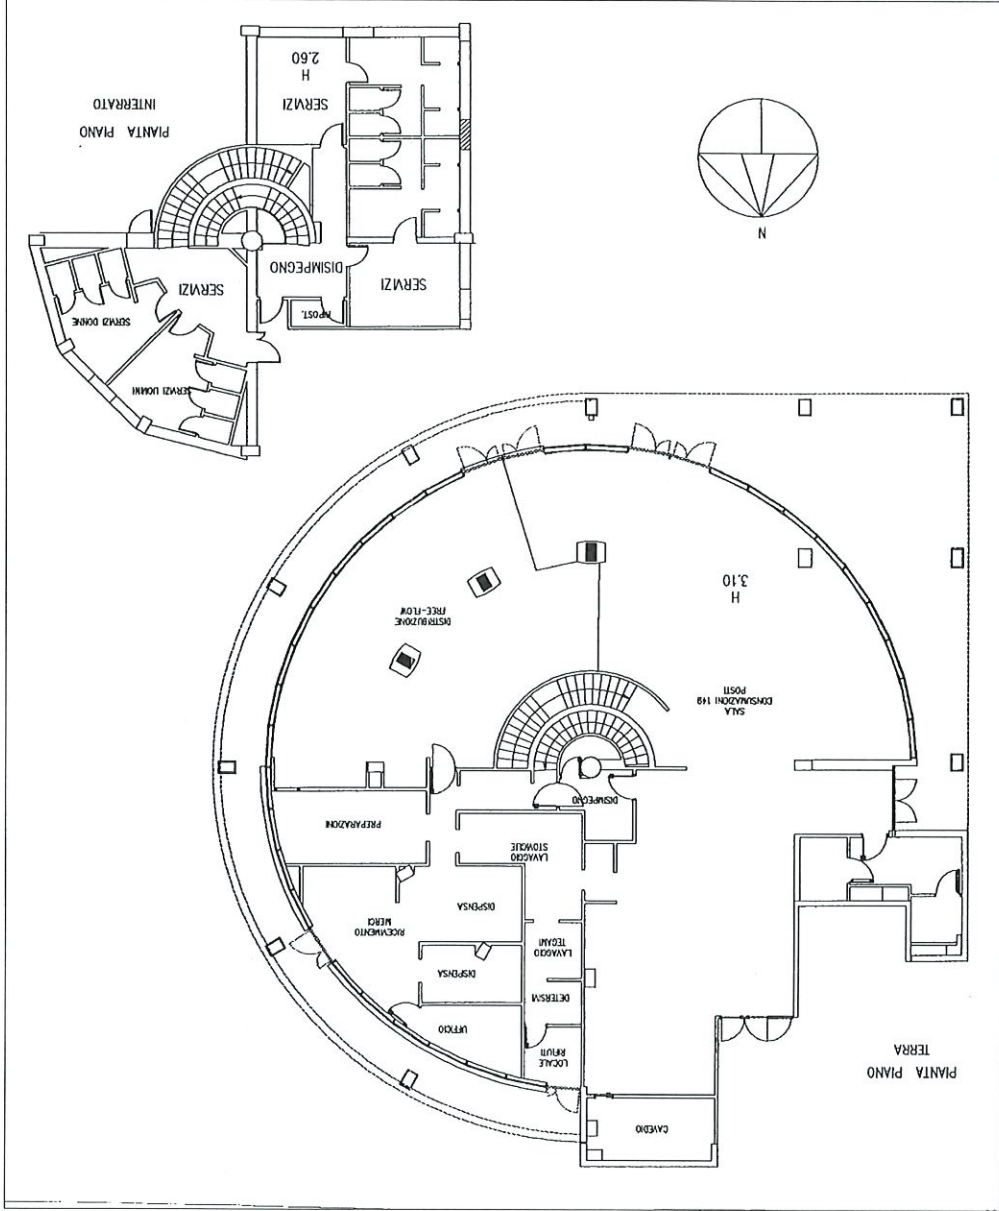 PIANTA PIANO
TERRA
CAVEDIO
LOCALE
RIFIUTI
UFFICIO
DETERSIVI
DISPENSA
LAVAGGIO
TEGAMI
RICEVIMENTO
MERCI
DISPENSA
LAVAGGIO
STOVIGLIE
PREPARAZIONI
DISIMPEGNO
SALA
CONSUMAZIONI 149
POSTI
H
3.10
DISTRIBUZIONE
FREE-FLOW
SERVIZI UOMINI
SERVIZI DONNE
SERVIZI
RIPOST.
DISIMPEGNO
SERVIZI
N
PIANTA PIANO
INTERRATO
SERVIZI
H
2.60